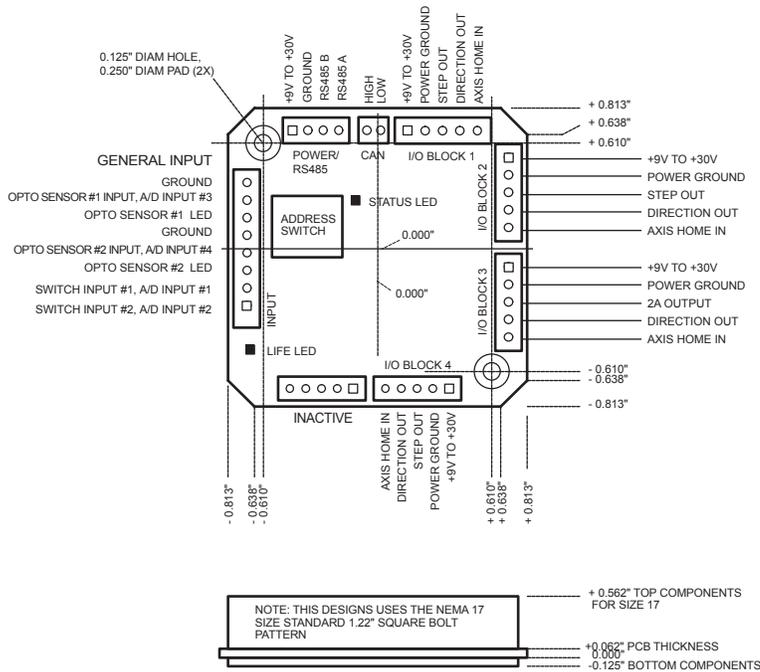 0.125" DIAM HOLE,
0.250" DIAM PAD (2X)
+9V TO +30V
GROUND
RS485 B
RS485 A
HIGH
LOW
+9V TO +30V
POWER GROUND
STEP OUT
DIRECTION OUT
AXIS HOME IN
+ 0.813"
+ 0.638"
+ 0.610"
POWER/
RS485
CAN
I/O BLOCK 1
GENERAL INPUT
GROUND
OPTO SENSOR #1 INPUT, A/D INPUT #3
OPTO SENSOR #1 LED
GROUND
OPTO SENSOR #2 INPUT, A/D INPUT #4
OPTO SENSOR #2 LED
SWITCH INPUT #1, A/D INPUT #1
SWITCH INPUT #2, A/D INPUT #2
INPUT
ADDRESS
SWITCH
STATUS LED
0.000"
0.000"
I/O BLOCK 2
+9V TO +30V
POWER GROUND
STEP OUT
DIRECTION OUT
AXIS HOME IN
I/O BLOCK 3
+9V TO +30V
POWER GROUND
2A OUTPUT
DIRECTION OUT
AXIS HOME IN
LIFE LED
I/O BLOCK 4
- 0.610"
- 0.638"
- 0.813"
INACTIVE
AXIS HOME IN
DIRECTION OUT
STEP OUT
POWER GROUND
+9V TO +30V
- 0.813"
- 0.638"
- 0.610"
+ 0.610"
+ 0.638"
+ 0.813"
NOTE: THIS DESIGNS USES THE NEMA 17
SIZE STANDARD 1.22" SQUARE BOLT
PATTERN
+ 0.562" TOP COMPONENTS
FOR SIZE 17
+0.062" PCB THICKNESS
0.000"
-0.125" BOTTOM COMPONENTS